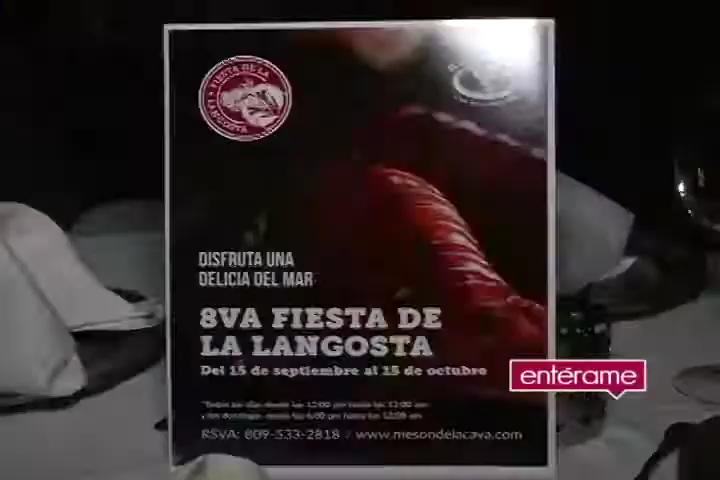 FIESTA DE LA
LANGOSTA
DISFRUTA UNA
DELICIA DEL MAR
8VA FIESTA DE
LA LANGOSTA
Del 15 de septiembre al 15 de octubre
entérame
RSVA: 809-533-2818 / www.mesondelacava.com